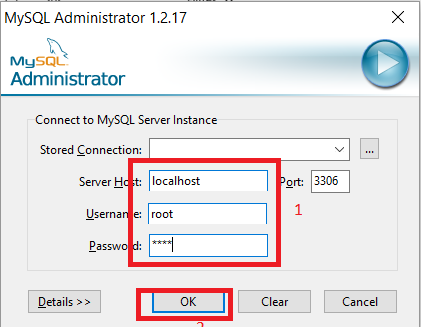 MySQL Administrator 1.2.17
MySQL
Administrator
Connect to MySQL Server Instance
Stored Connection:
...
Server Host: localhost Port: 3306
Username: root
1
Password: ****
Details >> OK Clear Cancel
2